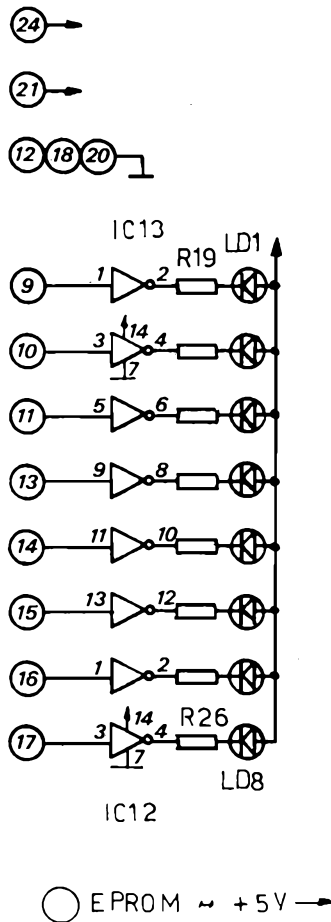 24
21
12 18 20
IC13
R19 LD1
9 1 2
14
10 3 4
7
11 5 6
13 9 8
14 11 10
15 13 12
16 1 2
14 R26
17 3 4
7
LD8
IC12
EPROM ~ +5V